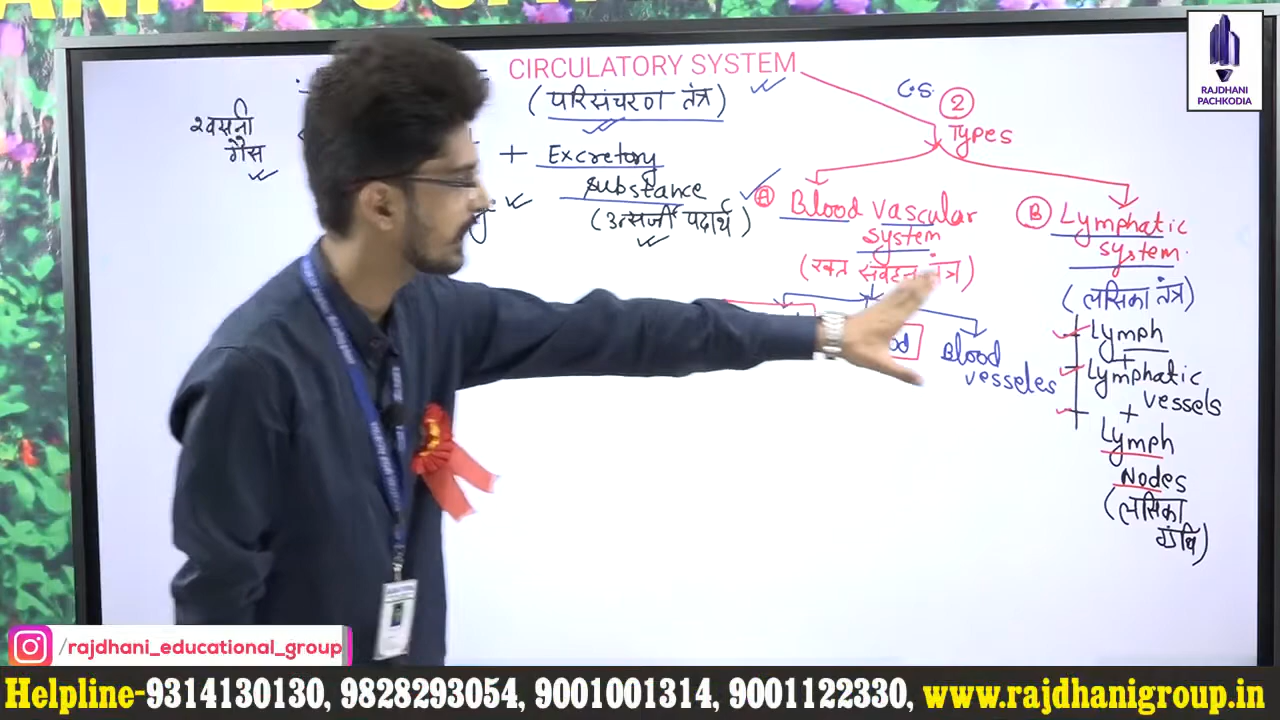 CIRCULATORY SYSTEM
(परिसंचरण तंत्र)
श्वसनी
गैस
+ Excretory
substance
(उत्सर्जी पदार्थ)
C.S.
2
Types
A Blood vascular
system
(रक्त संवहन तंत्र)
Blood
vesseles
B Lymphatic
system.
(लसिका तंत्र)
Lymph
+
Lymphatic
vessels
+
Lymph
Nodes
(लसिका
ग्रंथि)
RAJDHANI
PACHKODIA
/rajdhani_educational_group
Helpline-9314130130, 9828293054, 9001001314, 9001122330, www.rajdhanigroup.in